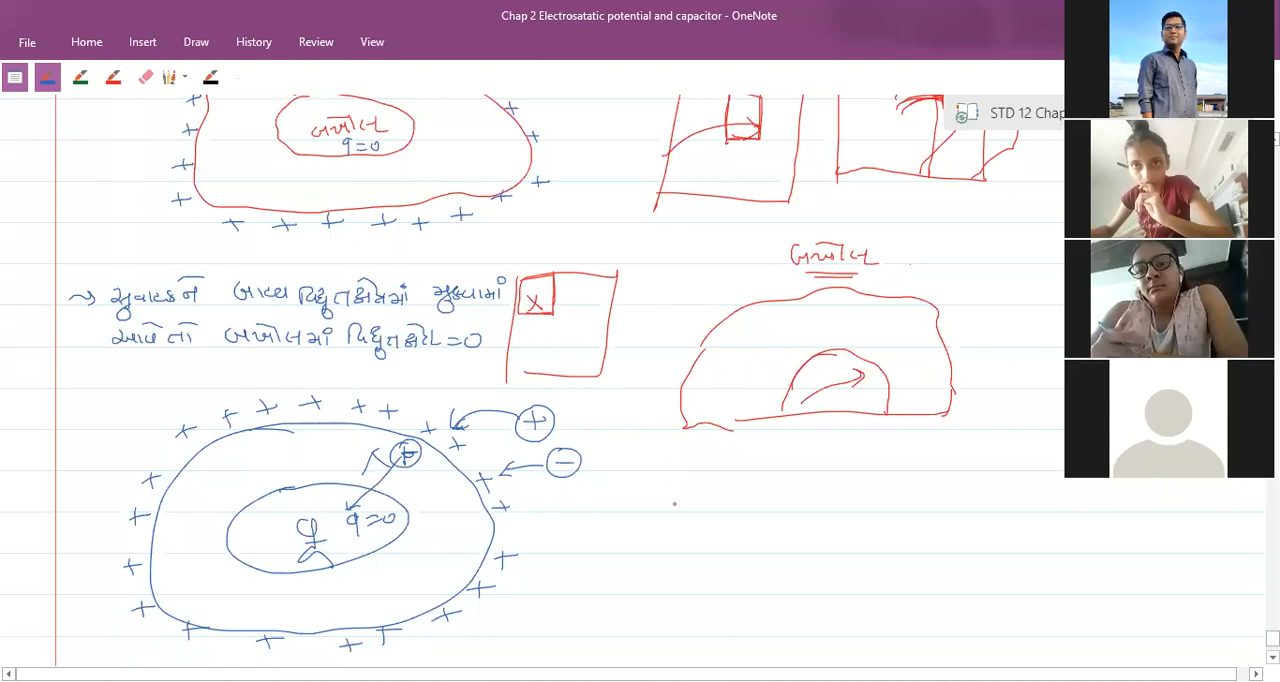 Chap 2 Electrosatatic potential and capacitor - OneNote
File Home Insert Draw History Review View
STD 12 Chap
બખોલ
q=0
બખોલ
સુવાહકને બાહ્ય વિદ્યુતક્ષેત્રમાં મુકવામાં
આવે તો બખોલમાં વિદ્યુતક્ષેત્ર=0
q=0